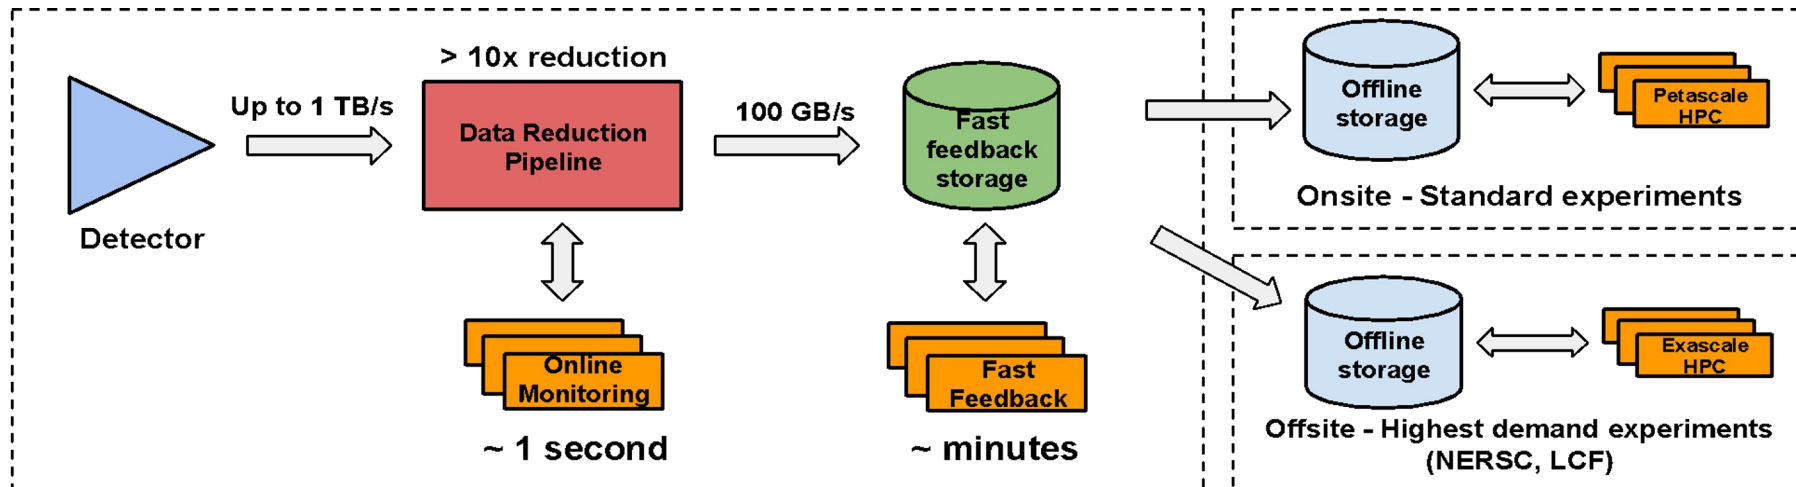 > 10x reduction
Up to 1 TB/s
Data Reduction
Pipeline
100 GB/s
Fast
feedback
storage
Detector
Online
Monitoring
~ 1 second
Fast
Feedback
~ minutes
Offline
storage
Petascale
HPC
Onsite - Standard experiments
Offline
storage
Exascale
HPC
Offsite - Highest demand experiments
(NERSC, LCF)